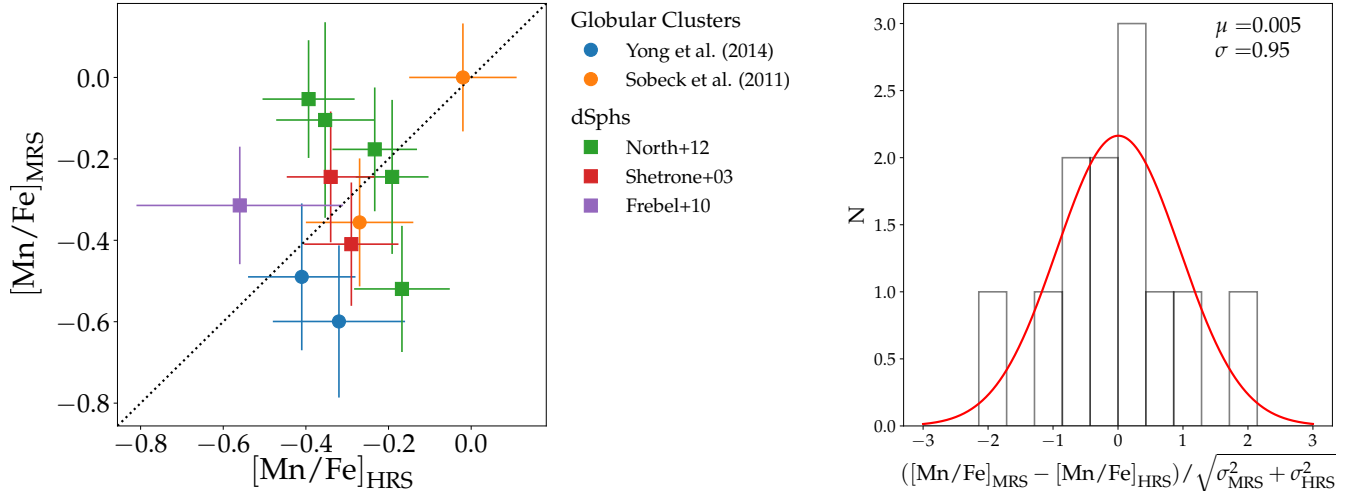 0.0
−0.2
−0.4
−0.6
−0.8
[Mn/Fe]MRS
−0.8 −0.6 −0.4 −0.2 0.0
[Mn/Fe]HRS
Globular Clusters
Yong et al. (2014)
Sobeck et al. (2011)
dSphs
North+12
Shetrone+03
Frebel+10
3.0
2.5
2.0
1.5
1.0
0.5
0.0
N
μ =0.005
σ =0.95
−3 −2 −1 0 1 2 3
([Mn/Fe]MRS − [Mn/Fe]HRS)/√σ²MRS + σ²HRS